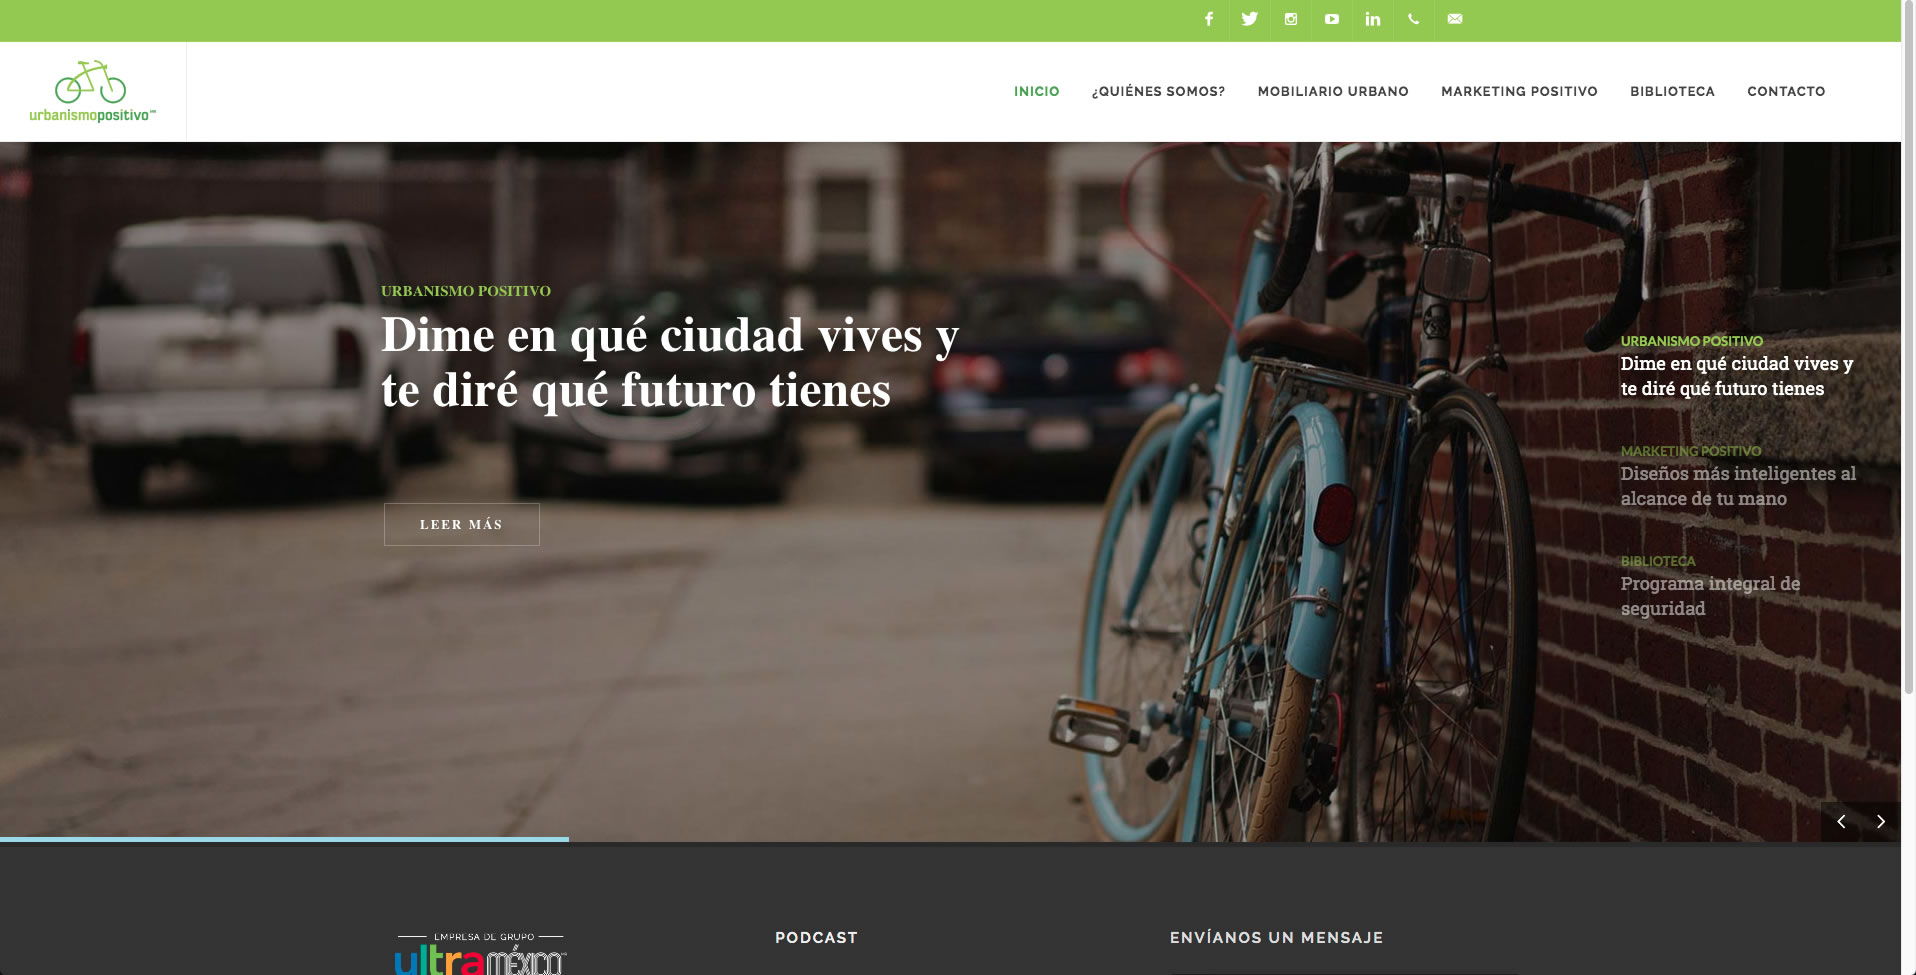 urbanismopositivo
INICIO
¿QUIÉNES SOMOS?
MOBILIARIO URBANO
MARKETING POSITIVO
BIBLIOTECA
CONTACTO
URBANISMO POSITIVO
Dime en qué ciudad vives y
te diré qué futuro tienes
LEER MÁS
URBANISMO POSITIVO
Dime en qué ciudad vives y
te diré qué futuro tienes
MARKETING POSITIVO
Diseños más inteligentes al
alcance de tu mano
BIBLIOTECA
Programa integral de
seguridad
EMPRESA DE GRUPO
ultraMÉXICO
PODCAST
ENVÍANOS UN MENSAJE